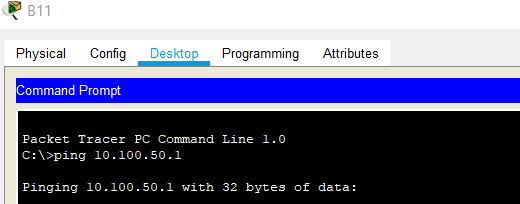 B11
Physical Config Desktop Programming Attributes
Command Prompt
Packet Tracer PC Command Line 1.0
C:\>ping 10.100.50.1
Pinging 10.100.50.1 with 32 bytes of data: